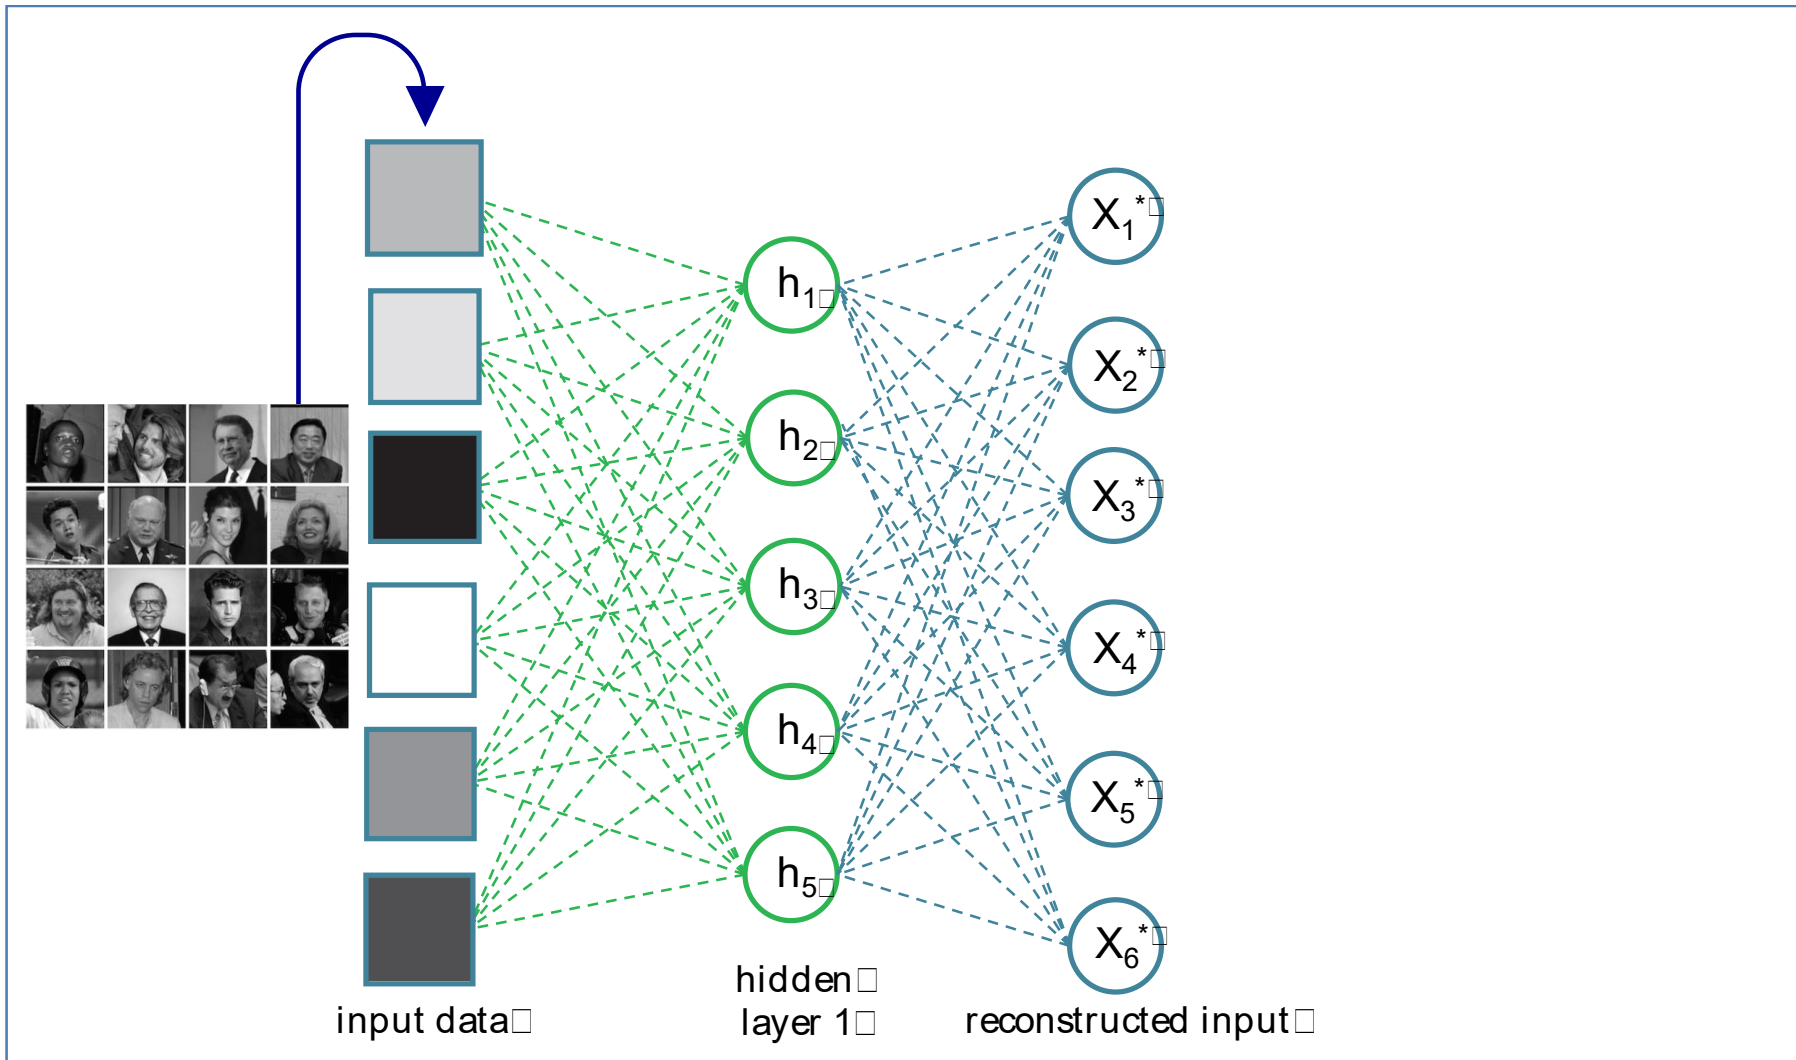 X1*
h1
X2*
h2
X3*
h3
X4*
h4
X5*
h5
X6*
hidden
layer 1
input data
reconstructed input